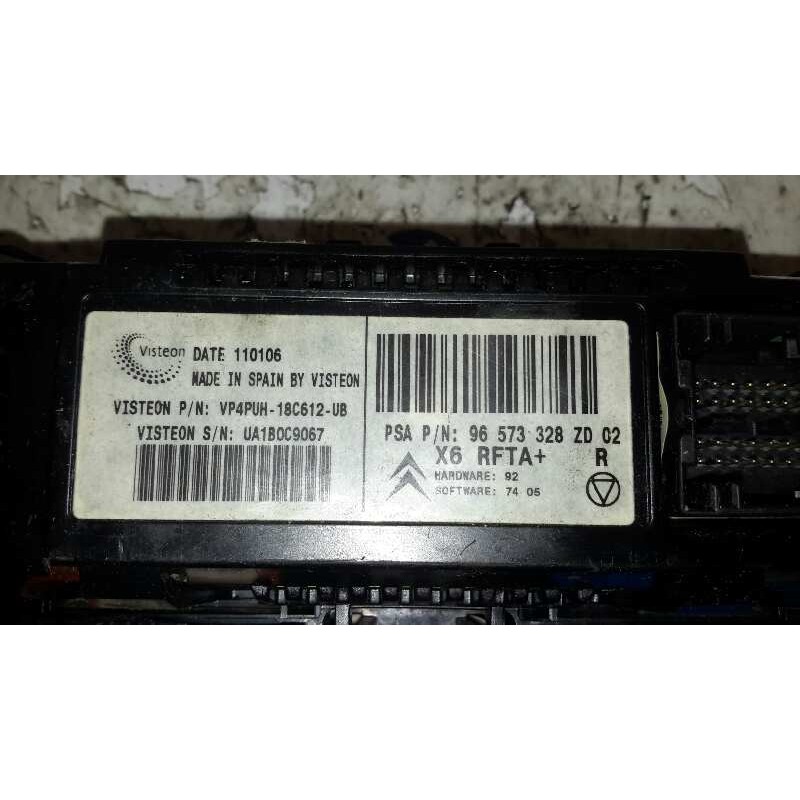 Visteon
DATE 110106
MADE IN SPAIN BY VISTEON
VISTEON P/N: VP4PUH-18C612-UB
VISTEON S/N: UA1B0C9067
PSA P/N: 96 573 328 ZD 02
X6 RFTA+ R
HARDWARE: 92
SOFTWARE: 74 05